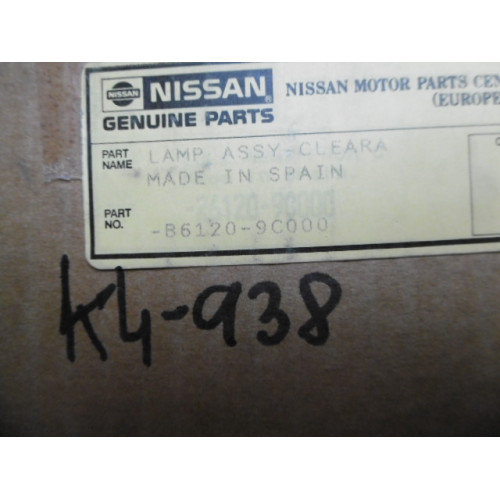 NISSAN
GENUINE PARTS
NISSAN MOTOR PARTS CEN
(EUROPE
PART NAME LAMP ASSY-CLEARA
MADE IN SPAIN
PART NO. -B6120-9C000
K4-938